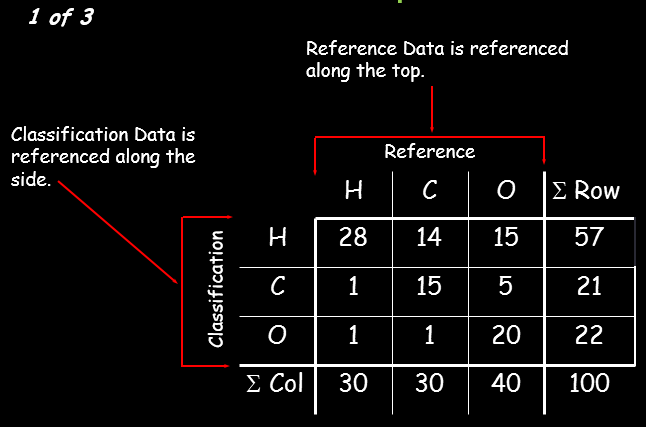 1 of 3
Reference Data is referenced
along the top.
Classification Data is
referenced along the
side.
Reference
H C O Σ Row
Classification
H 28 14 15 57
C 1 15 5 21
O 1 1 20 22
Σ Col 30 30 40 100